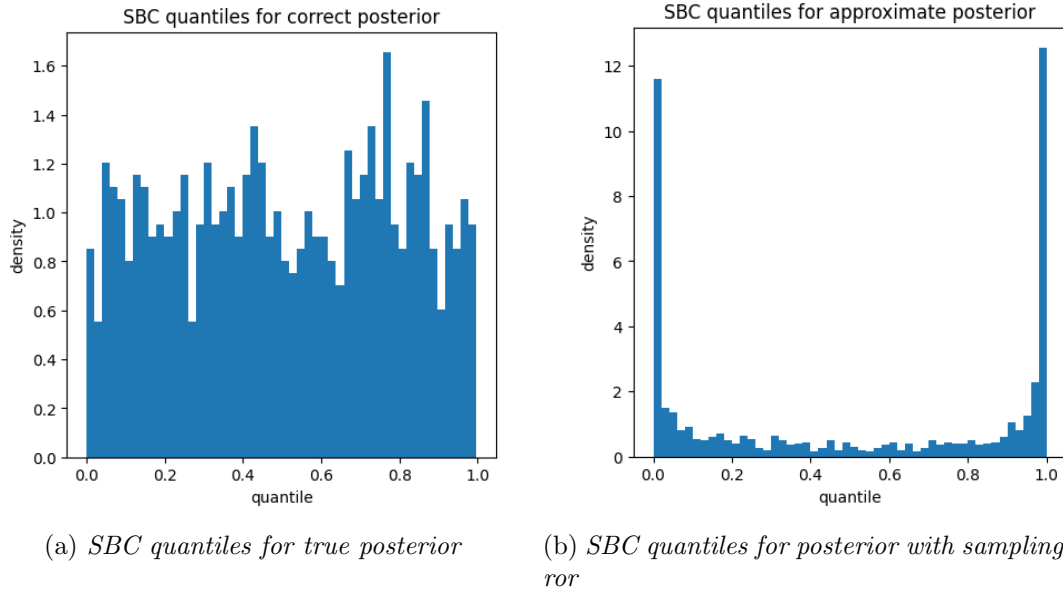 SBC quantiles for correct posterior
1.6
1.4
1.2
1.0
0.8
0.6
0.4
0.2
0.0
density
0.0 0.2 0.4 0.6 0.8 1.0
quantile
(a) SBC quantiles for true posterior
SBC quantiles for approximate posterior
12
10
8
6
4
2
0
density
0.0 0.2 0.4 0.6 0.8 1.0
quantile
(b) SBC quantiles for posterior with sampling
ror